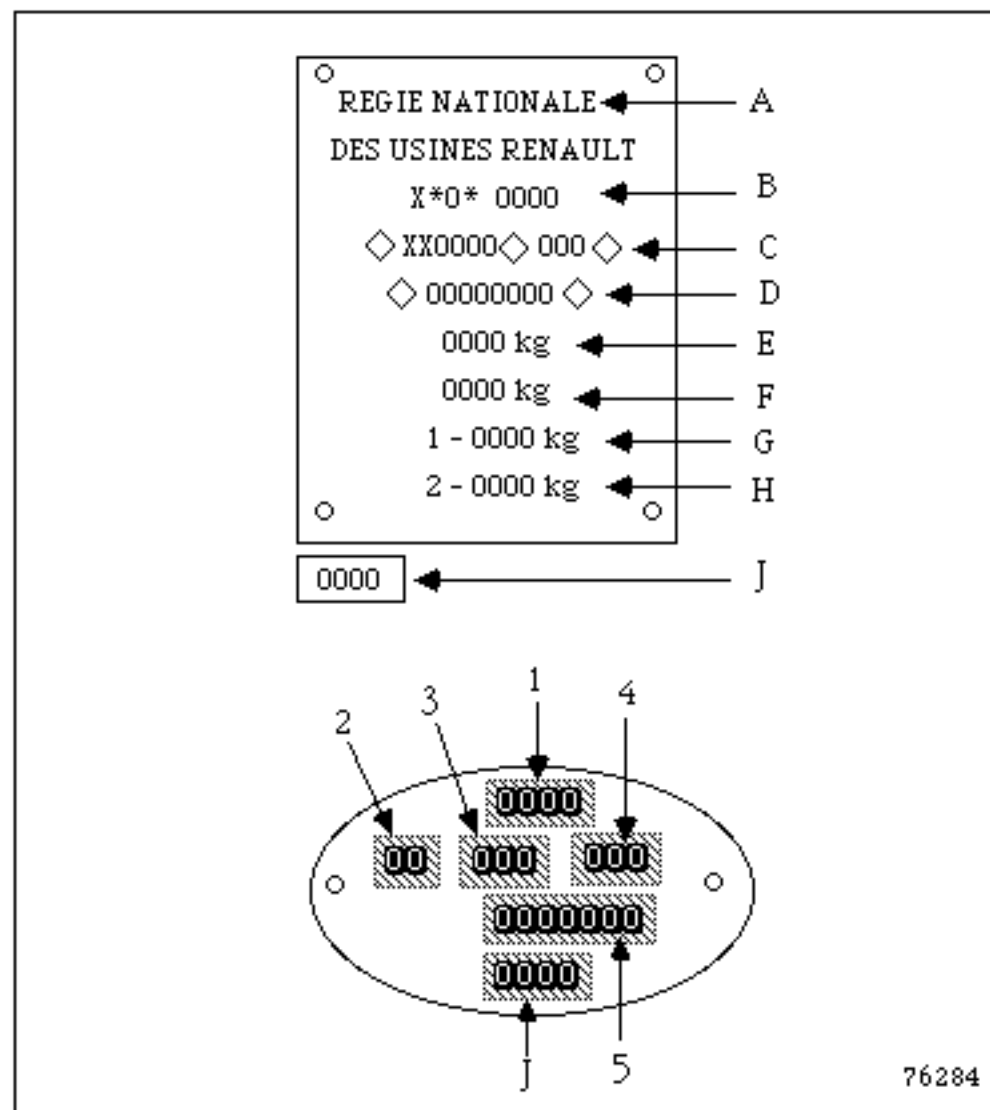 REGIE NATIONALE A
DES USINES RENAULT
X*0* 0000 B
◇ XX0000 ◇ 000 ◇ C
◇ 00000000 ◇ D
0000 kg E
0000 kg F
1 - 0000 kg G
2 - 0000 kg H
0000 J
1
4
3
2
0000
00 000 000
0000000
0000
J 5
76284